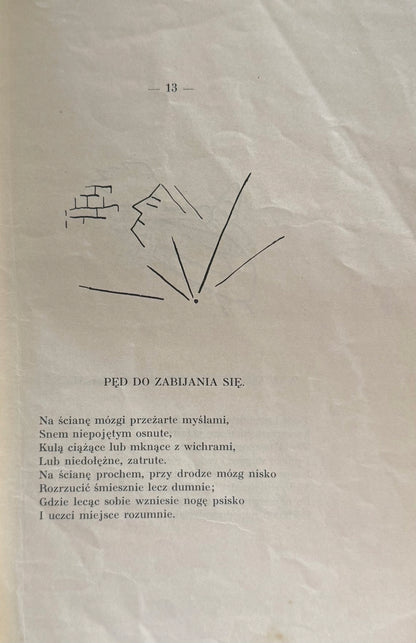 — 13 —
PĘD DO ZABIJANIA SIĘ.
Na ścianę mózgi przeżarte myślami,
Snem niepojętym osnute,
Kulą ciążące lub mknące z wichrami,
Lub niedołężne, zatrute.
Na ścianę prochem, przy drodze mózg nisko
Rozrzucić śmiesznie lecz dumnie;
Gdzie lecąc sobie wzniesie nogę psisko
I uczci miejsce rozumnie.